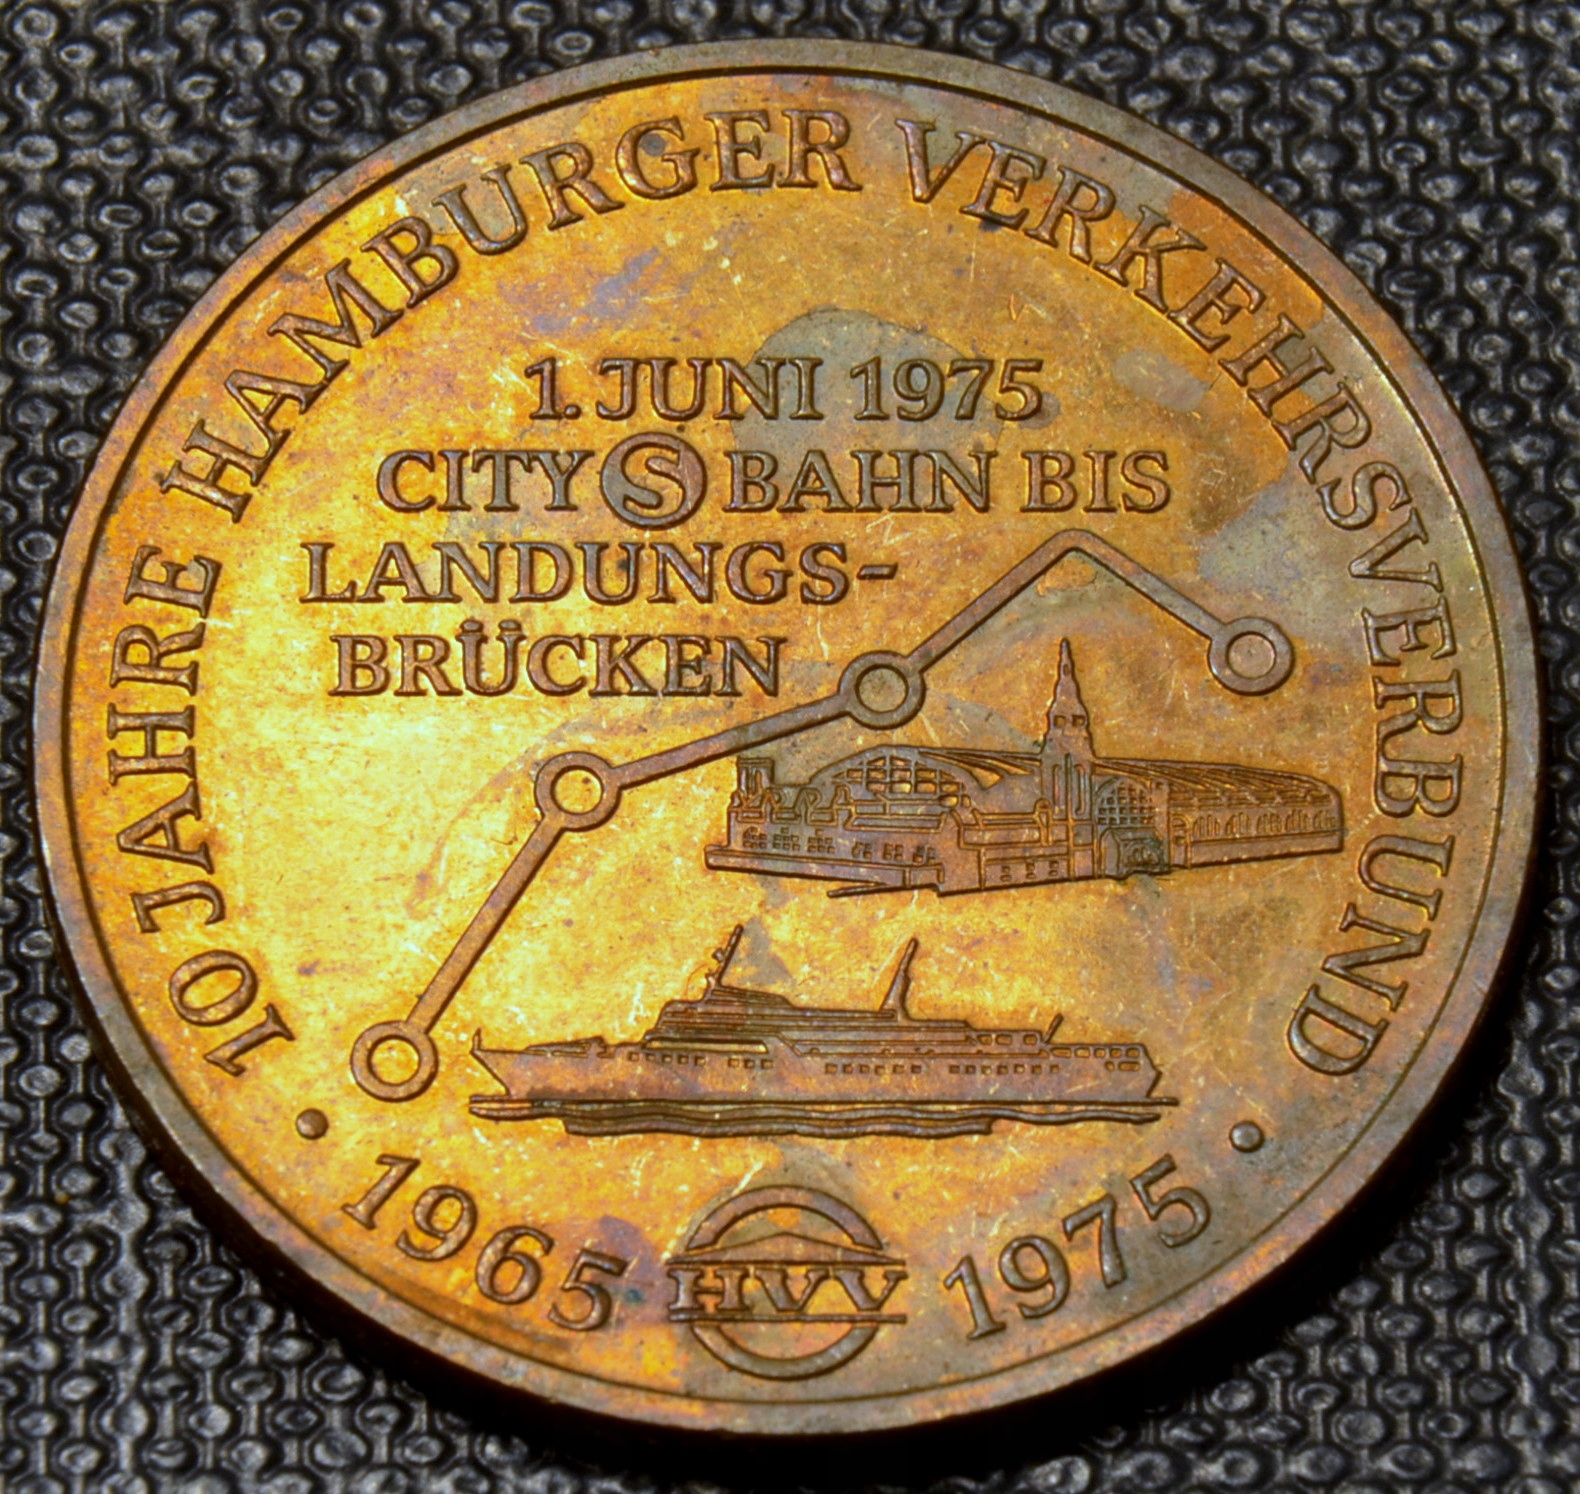 10 JAHRE HAMBURGER VERKEHRSVERBUND
1. JUNI 1975
CITY S BAHN BIS
LANDUNGS-
BRÜCKEN
1965
HVV
1975